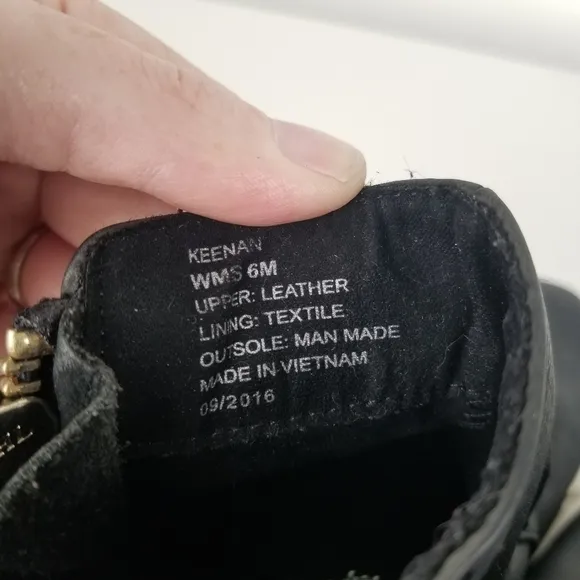 KEENAN
WMS 6M
UPPER: LEATHER
LINING: TEXTILE
OUTSOLE: MAN MADE
MADE IN VIETNAM
09/2016